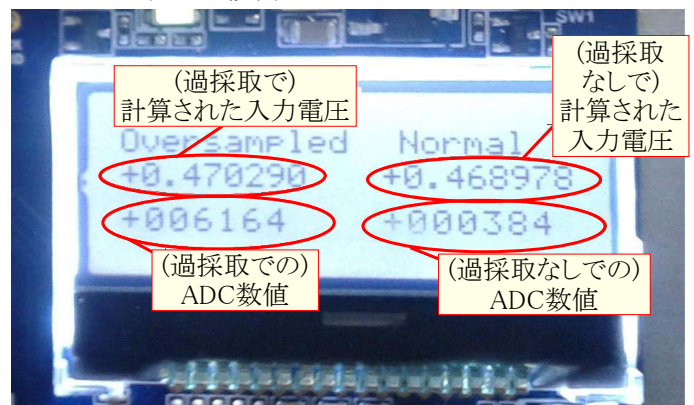 SW1
(過採取で)
計算された入力電圧
(過採取
なしで)
計算された
入力電圧
Oversampled Normal
+0.470290 +0.468978
+006164 +000384
(過採取での)
ADC数値
(過採取なしでの)
ADC数値